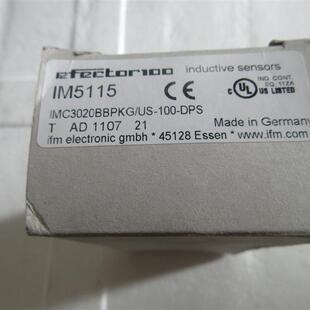 efector100 inductive sensors
IM5115 CE UL US LISTED IND. CONT. EQ. 11ZA
IMC3020BBPKG/US-100-DPS
T AD 1107 21 Made in Germany
ifm electronic gmbh * 45128 Essen * www.ifm.com